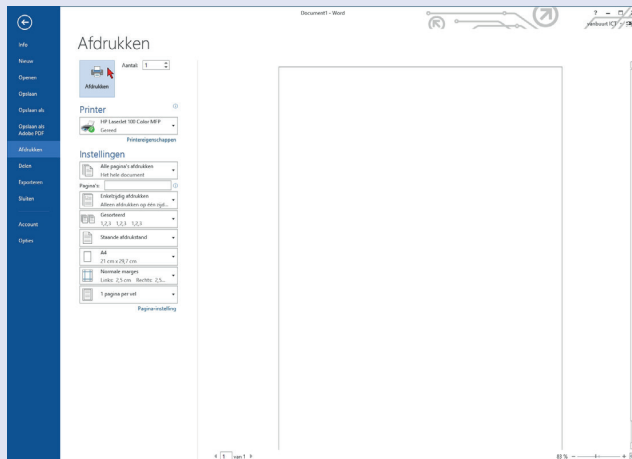 Document1 - Word
?
vanbuurt ICT
Info
Nieuw
Openen
Opslaan
Opslaan als
Opslaan als
Adobe PDF
Afdrukken
Delen
Exporteren
Sluiten
Account
Opties
Afdrukken
Aantal: 1
Afdrukken
Printer
HP LaserJet 100 Color MFP
Gereed
Printereigenschappen
Instellingen
Alle pagina's afdrukken
Het hele document
Pagina's:
Enkelzijdig afdrukken
Alleen afdrukken op één zijd...
Gesorteerd
1,2,3 1,2,3 1,2,3
Staande afdrukstand
A4
21 cm x 29,7 cm
Normale marges
Links: 2,5 cm Rechts: 2,5...
1 pagina per vel
Pagina-instelling
1 van 1
83 %